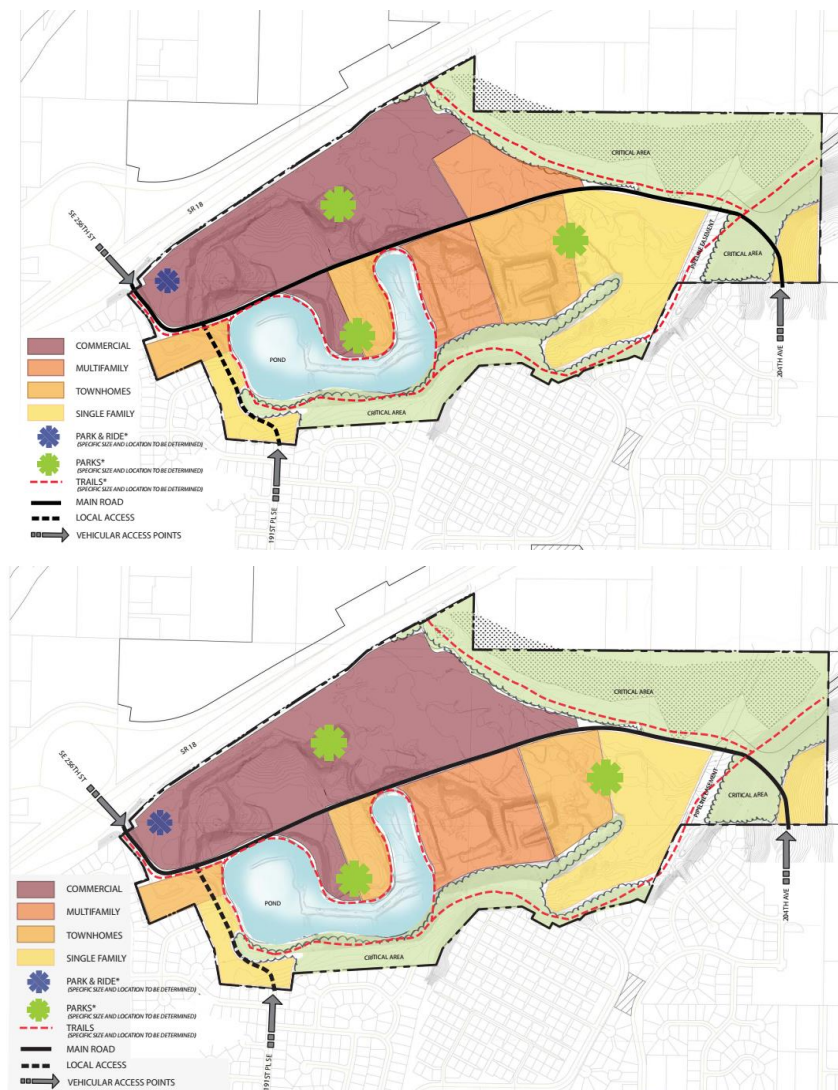 CRITICAL AREA
SR 18
SE 256TH ST
PIPELINE EASEMENT
CRITICAL AREA
204TH AVE
POND
CRITICAL AREA
191ST PL SE
COMMERCIAL
MULTIFAMILY
TOWNHOMES
SINGLE FAMILY
PARK & RIDE*
(SPECIFIC SIZE AND LOCATION TO BE DETERMINED)
PARKS*
(SPECIFIC SIZE AND LOCATION TO BE DETERMINED)
TRAILS*
(SPECIFIC SIZE AND LOCATION TO BE DETERMINED)
MAIN ROAD
LOCAL ACCESS
VEHICULAR ACCESS POINTS
CRITICAL AREA
SR 18
SE 256TH ST
PIPELINE EASEMENT
CRITICAL AREA
204TH AVE
POND
CRITICAL AREA
191ST PL SE
COMMERCIAL
MULTIFAMILY
TOWNHOMES
SINGLE FAMILY
PARK & RIDE*
(SPECIFIC SIZE AND LOCATION TO BE DETERMINED)
PARKS*
(SPECIFIC SIZE AND LOCATION TO BE DETERMINED)
TRAILS
(SPECIFIC SIZE AND LOCATION TO BE DETERMINED)
MAIN ROAD
LOCAL ACCESS
VEHICULAR ACCESS POINTS